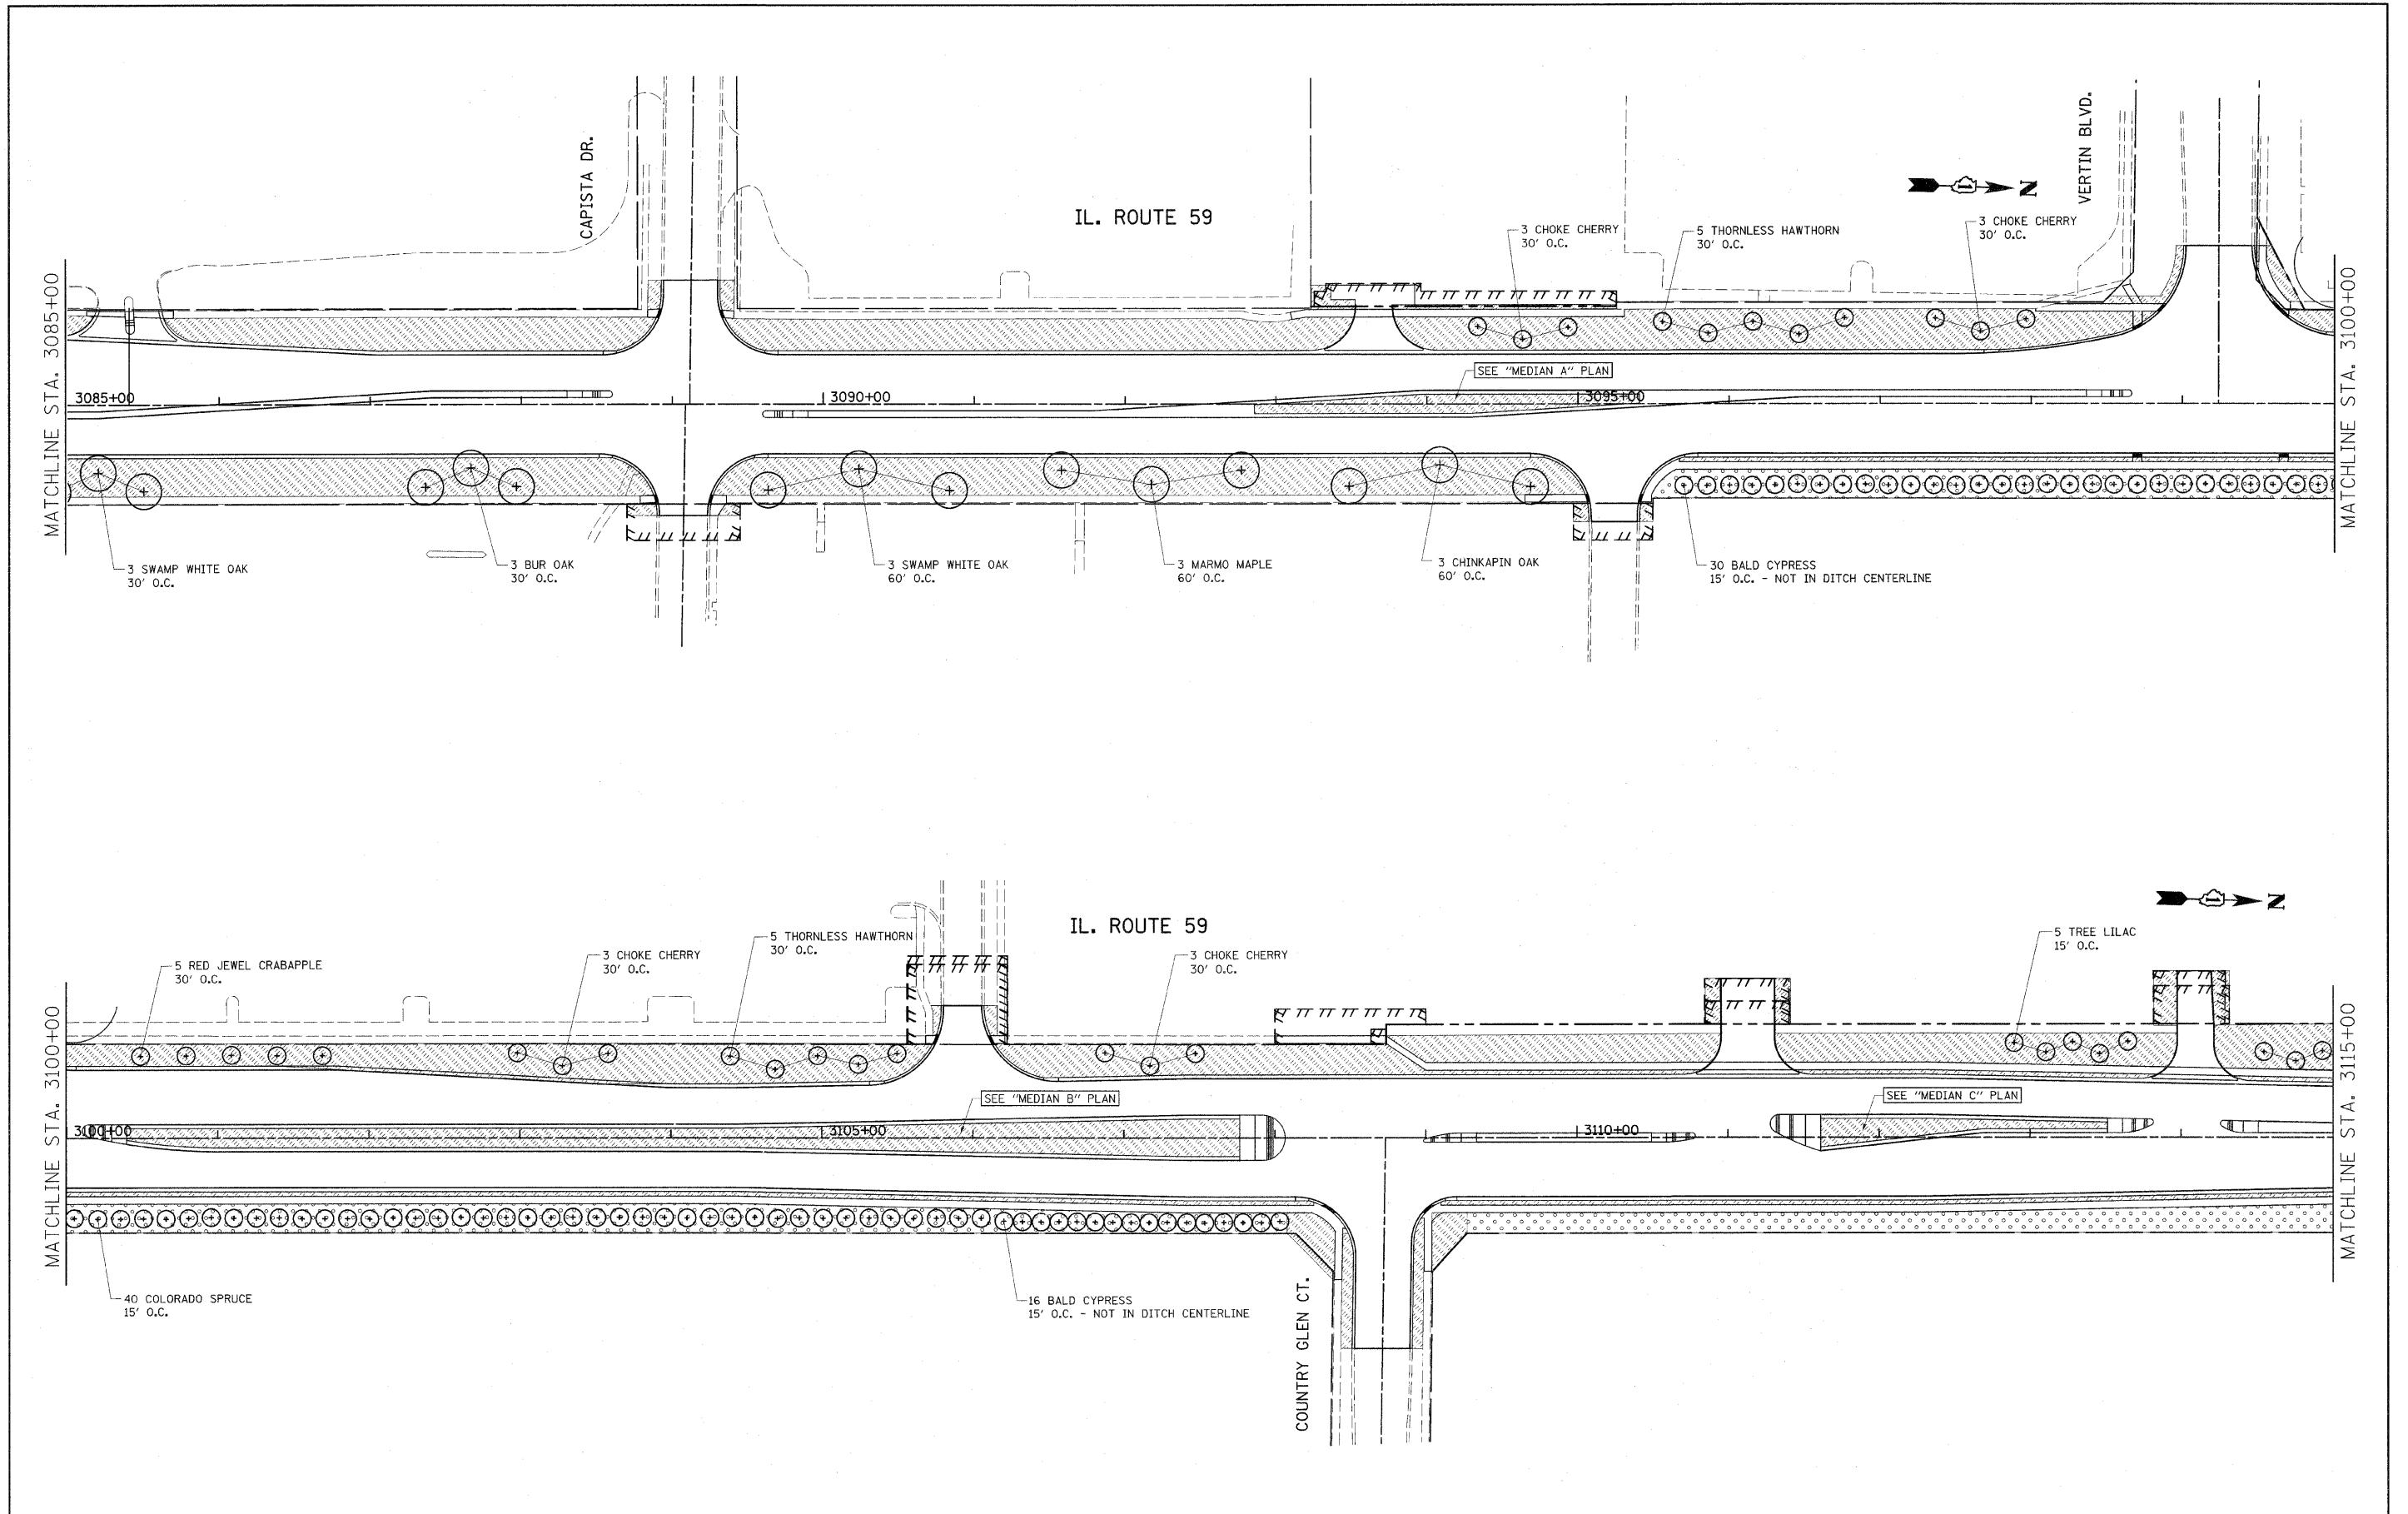 CAPISTA DR.
IL. ROUTE 59
VERTIN BLVD.
N
3 CHOKE CHERRY
30' O.C.
5 THORNLESS HAWTHORN
30' O.C.
3 CHOKE CHERRY
30' O.C.
MATCHLINE STA. 3085+00
MATCHLINE STA. 3100+00
SEE "MEDIAN A" PLAN
3085+00
3090+00
3095+00
3 SWAMP WHITE OAK
30' O.C.
3 BUR OAK
30' O.C.
3 SWAMP WHITE OAK
60' O.C.
3 MARMO MAPLE
60' O.C.
3 CHINKAPIN OAK
60' O.C.
30 BALD CYPRESS
15' O.C. - NOT IN DITCH CENTERLINE
IL. ROUTE 59
N
5 RED JEWEL CRABAPPLE
30' O.C.
3 CHOKE CHERRY
30' O.C.
5 THORNLESS HAWTHORN
30' O.C.
3 CHOKE CHERRY
30' O.C.
5 TREE LILAC
15' O.C.
MATCHLINE STA. 3100+00
MATCHLINE STA. 3115+00
SEE "MEDIAN B" PLAN
SEE "MEDIAN C" PLAN
3100+00
3105+00
3110+00
40 COLORADO SPRUCE
15' O.C.
16 BALD CYPRESS
15' O.C. - NOT IN DITCH CENTERLINE
COUNTRY GLEN CT.